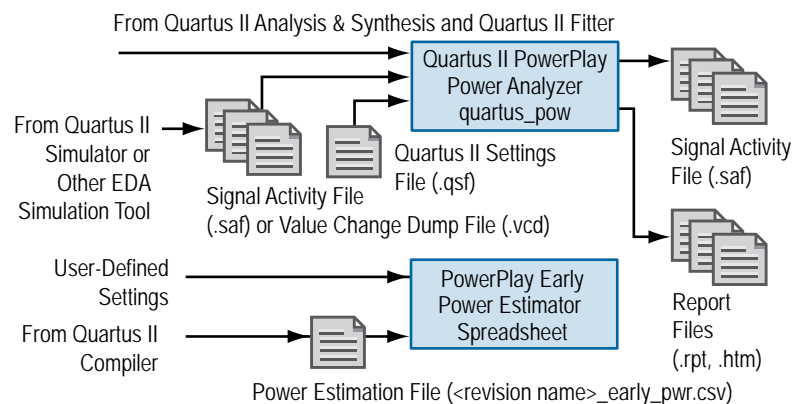 From Quartus II Analysis & Synthesis and Quartus II Fitter
Quartus II PowerPlay
Power Analyzer
quartus_pow
From Quartus II
Simulator or
Other EDA
Simulation Tool
Signal Activity File
(.saf) or Value Change Dump File (.vcd)
Quartus II Settings
File (.qsf)
Signal Activity
File (.saf)
User-Defined
Settings
From Quartus II
Compiler
PowerPlay Early
Power Estimator
Spreadsheet
Report
Files
(.rpt, .htm)
Power Estimation File (<revision name>_early_pwr.csv)